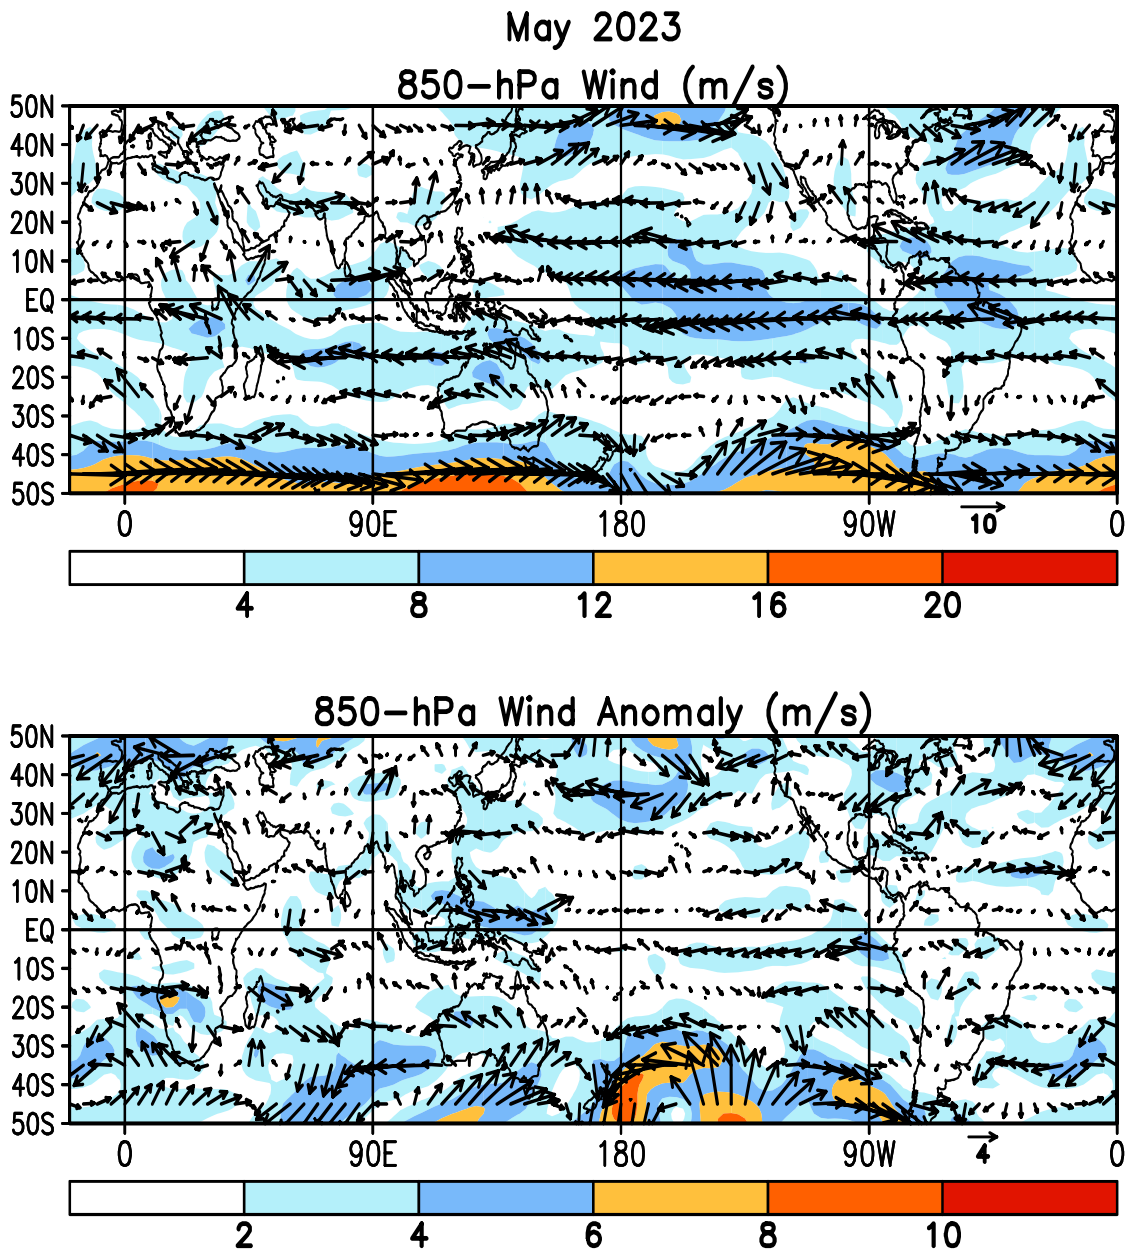 May 2023
850-hPa Wind (m/s)
50N
40N
30N
20N
10N
EQ
10S
20S
30S
40S
50S
0 90E 180 90W 0
10
4 8 12 16 20
850-hPa Wind Anomaly (m/s)
50N
40N
30N
20N
10N
EQ
10S
20S
30S
40S
50S
0 90E 180 90W 0
4
2 4 6 8 10